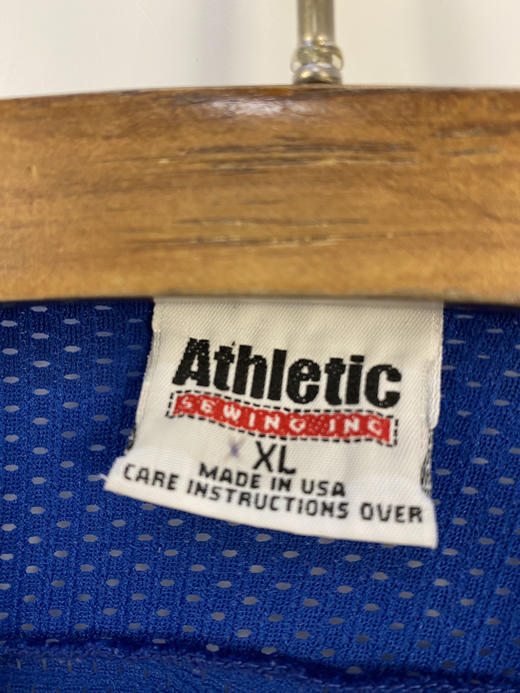 Athletic
SEWING INC
XL
MADE IN USA
CARE INSTRUCTIONS OVER